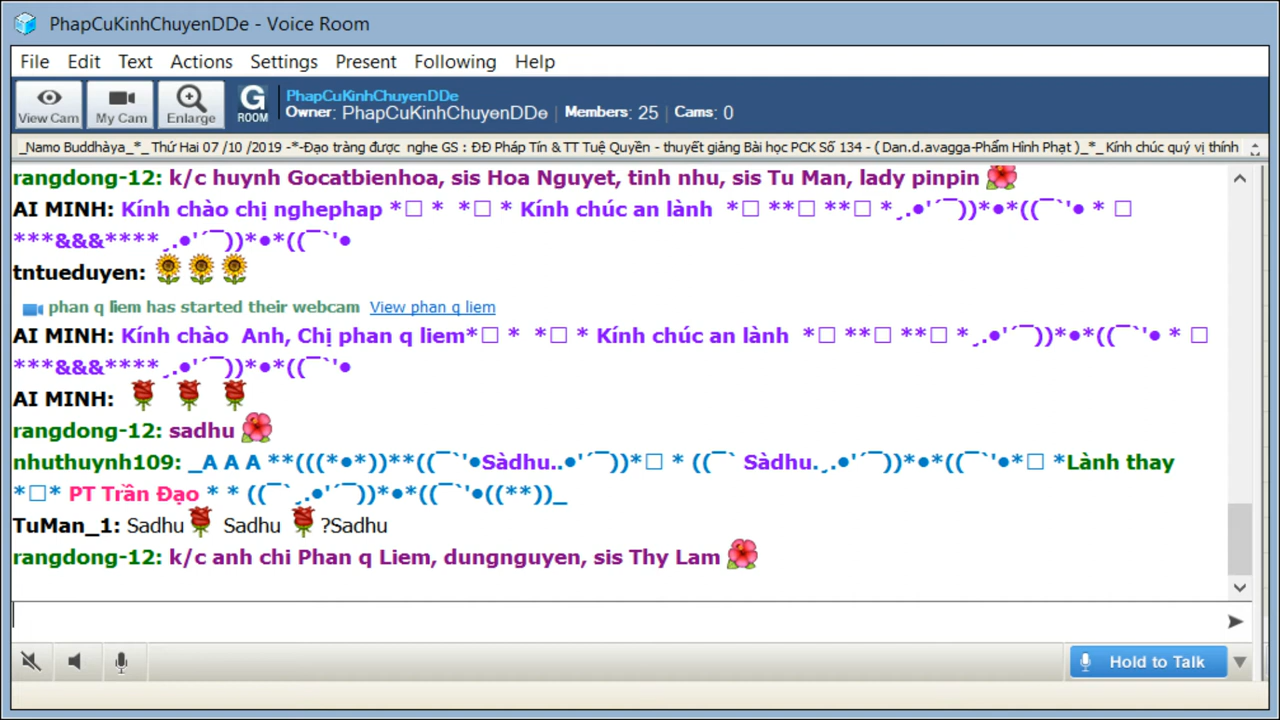 PhapCuKinhChuyenDDe - Voice Room
File Edit Text Actions Settings Present Following Help
View Cam My Cam Enlarge G ROOM PhapCuKinhChuyenDDe
Owner: PhapCuKinhChuyenDDe | Members: 25 | Cams: 0
_Namo Buddhàya_*_ Thứ Hai 07 /10 /2019 -*-Đạo tràng được nghe GS : ĐĐ Pháp Tín & TT Tuệ Quyền - thuyết giảng Bài học PCK Số 134 - ( Dan.d.avagga-Phẩm Hình Phạt )_*_ Kính chúc quý vị thính
rangdong-12: k/c huynh Gocatbienhoa, sis Hoa Nguyet, tinh nhu, sis Tu Man, lady pinpin
AI MINH: Kính chào chị nghephap *□ * *□ * Kính chúc an lành *□ **□ **□ *¸.•'´¯))*•*((¯`'• * □
***&&&****¸.•'´¯))*•*((¯`'•
tntueduyen:
phan q liem has started their webcam View phan q liem
AI MINH: Kính chào Anh, Chị phan q liem*□ * *□ * Kính chúc an lành *□ **□ **□ *¸.•'´¯))*•*((¯`'• * □
***&&&****¸.•'´¯))*•*((¯`'•
AI MINH:
rangdong-12: sadhu
nhuthuynh109: _A A A **(((*•*))**((¯`'•Sàdhu..•'´¯))*□ * ((¯` Sàdhu.¸.•'´¯))*•*((¯`'•*□ *Lành thay
*□* PT Trần Đạo * * ((¯`¸.•'´¯))*•*((¯`'•((**))_
TuMan_1: Sadhu Sadhu ?Sadhu
rangdong-12: k/c anh chi Phan q Liem, dungnguyen, sis Thy Lam
Hold to Talk